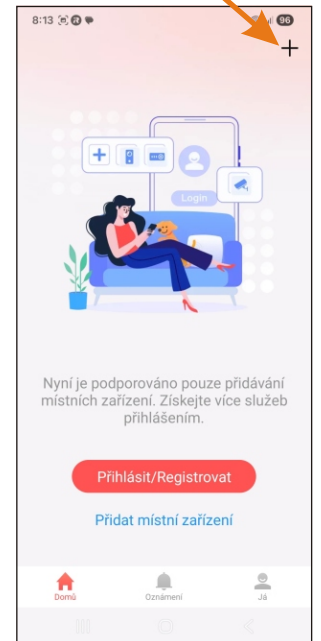 8:13
96
+
Login
Nyní je podporováno pouze přidávání
místních zařízení. Získejte více služeb
přihlášením.
Přihlásit/Registrovat
Přidat místní zařízení
Domů
Oznámení
Já